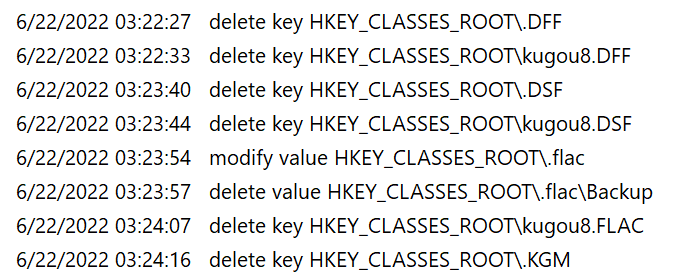 6/22/2022 03:22:27 delete key HKEY_CLASSES_ROOT\.DFF
6/22/2022 03:22:33 delete key HKEY_CLASSES_ROOT\kugou8.DFF
6/22/2022 03:23:40 delete key HKEY_CLASSES_ROOT\.DSF
6/22/2022 03:23:44 delete key HKEY_CLASSES_ROOT\kugou8.DSF
6/22/2022 03:23:54 modify value HKEY_CLASSES_ROOT\.flac
6/22/2022 03:23:57 delete value HKEY_CLASSES_ROOT\.flac\Backup
6/22/2022 03:24:07 delete key HKEY_CLASSES_ROOT\kugou8.FLAC
6/22/2022 03:24:16 delete key HKEY_CLASSES_ROOT\.KGM